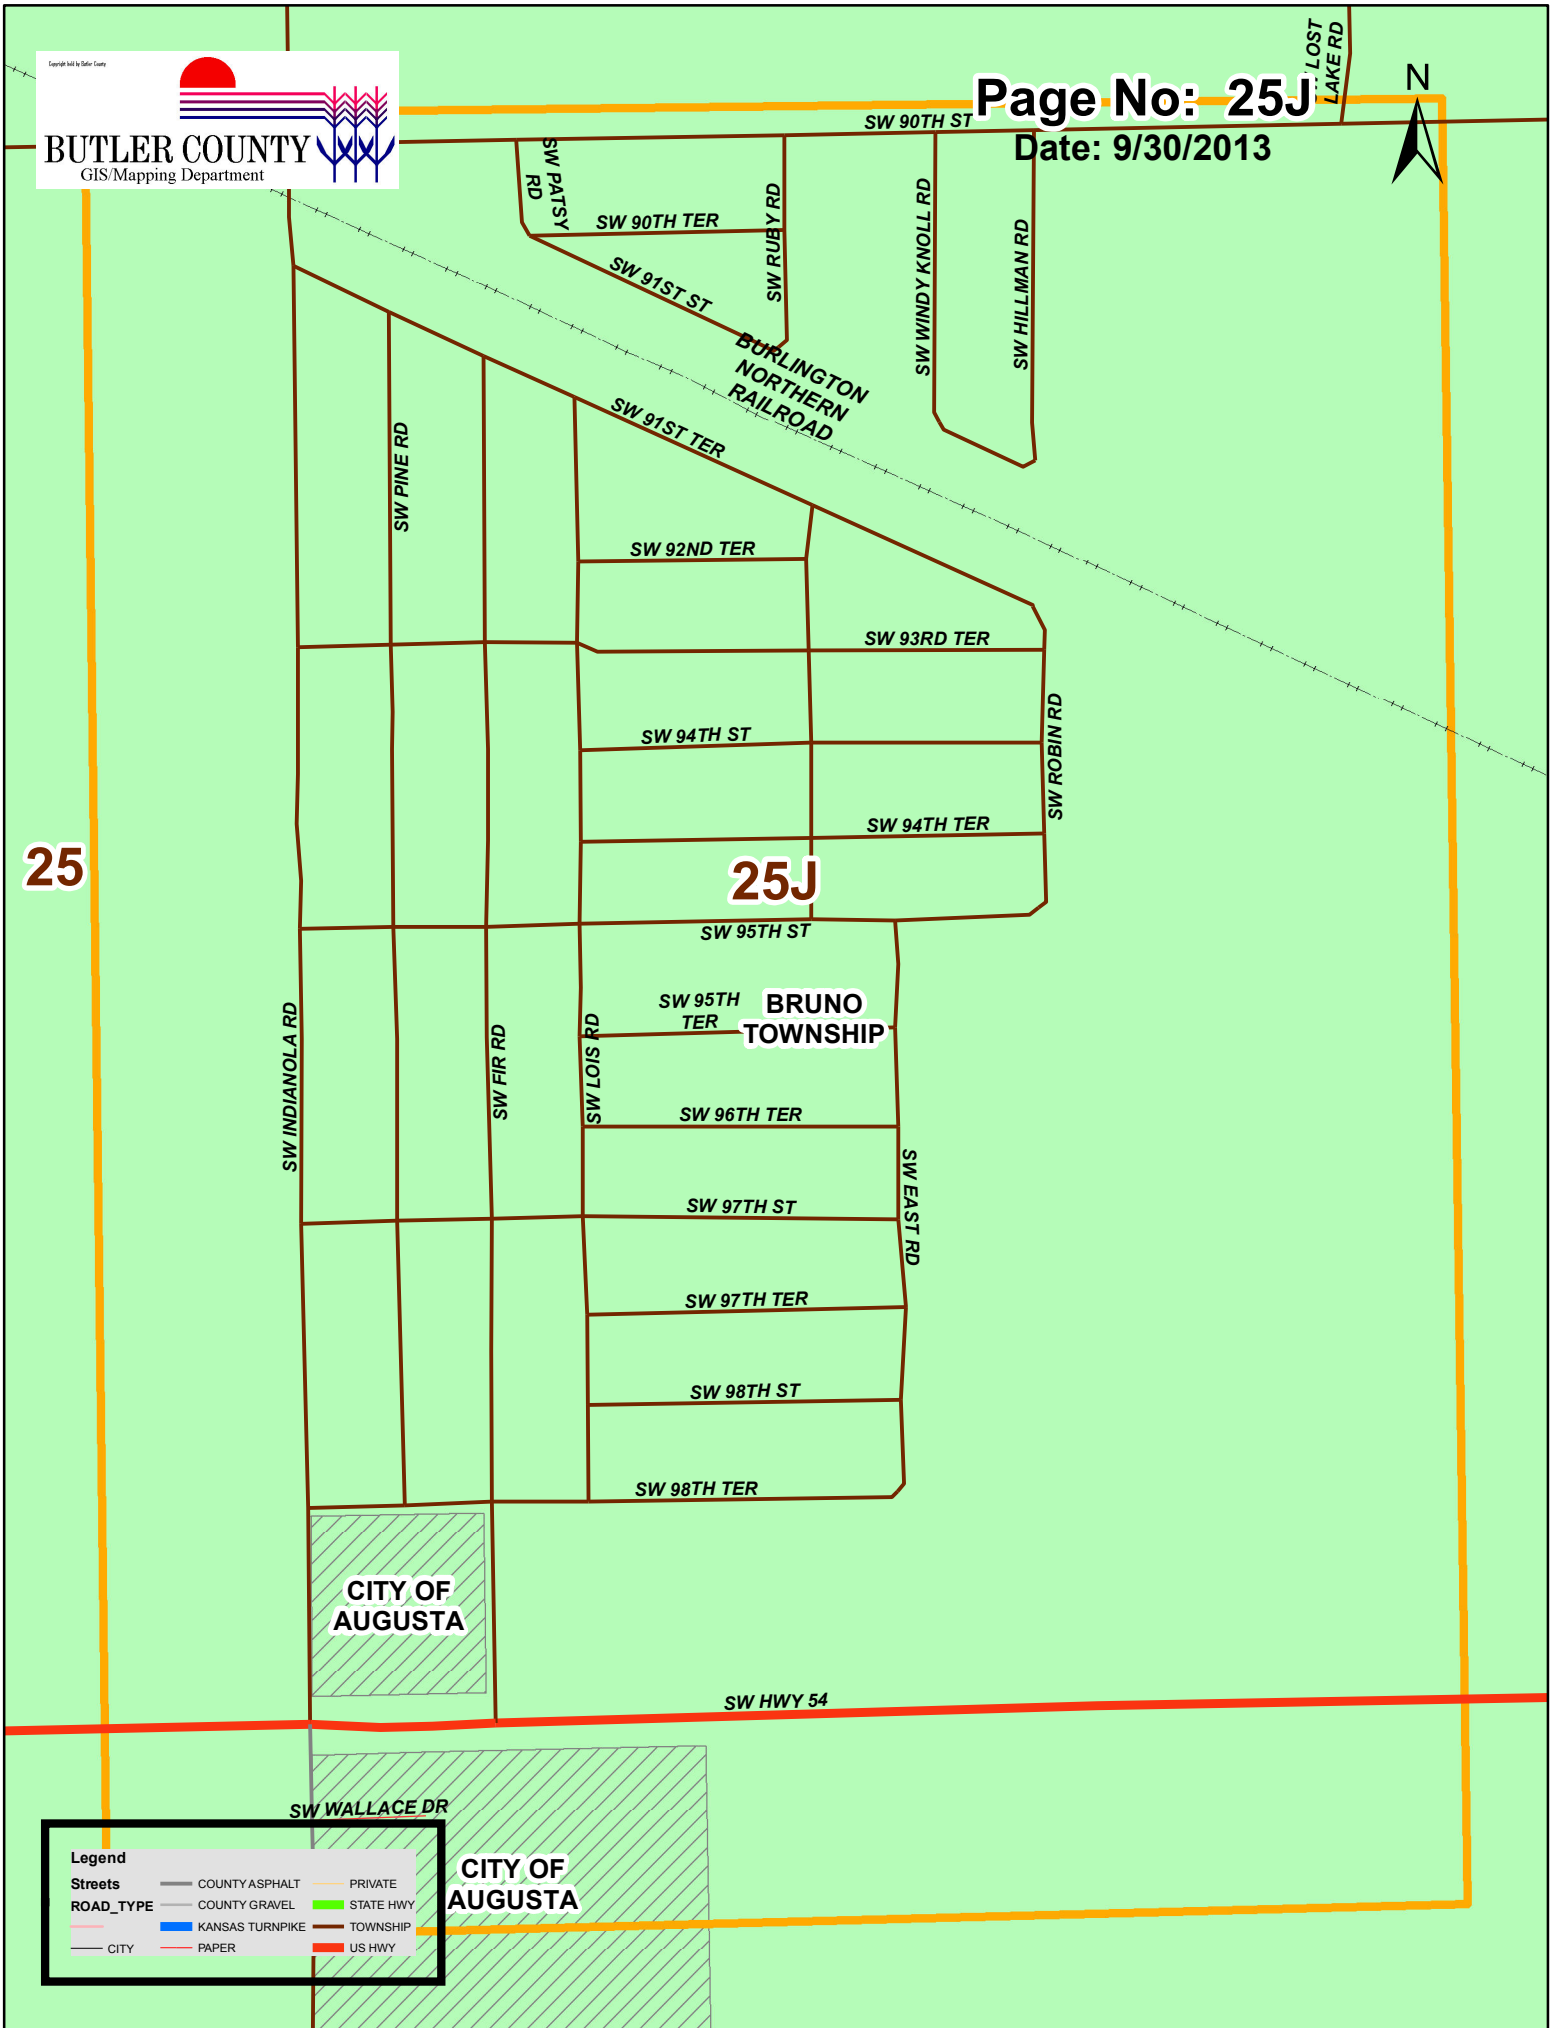 Copyright held by Butler County
BUTLER COUNTY
GIS/Mapping Department
Page No: 25J
Date: 9/30/2013
N
LOST
LAKE RD
SW 90TH ST
SW PATSY
RD
SW 90TH TER
SW RUBY RD
SW 91ST ST
SW WINDY KNOLL RD
SW HILLMAN RD
BURLINGTON
NORTHERN
RAILROAD
SW 91ST TER
SW PINE RD
SW 92ND TER
SW 93RD TER
SW 94TH ST
SW ROBIN RD
SW 94TH TER
25
25J
SW 95TH ST
SW 95TH
TER
BRUNO
TOWNSHIP
SW INDIANOLA RD
SW FIR RD
SW LOIS RD
SW 96TH TER
SW EAST RD
SW 97TH ST
SW 97TH TER
SW 98TH ST
SW 98TH TER
CITY OF
AUGUSTA
SW HWY 54
SW WALLACE DR
CITY OF
AUGUSTA
Legend
Streets
ROAD_TYPE
CITY
COUNTY ASPHALT
COUNTY GRAVEL
KANSAS TURNPIKE
PAPER
PRIVATE
STATE HWY
TOWNSHIP
US HWY